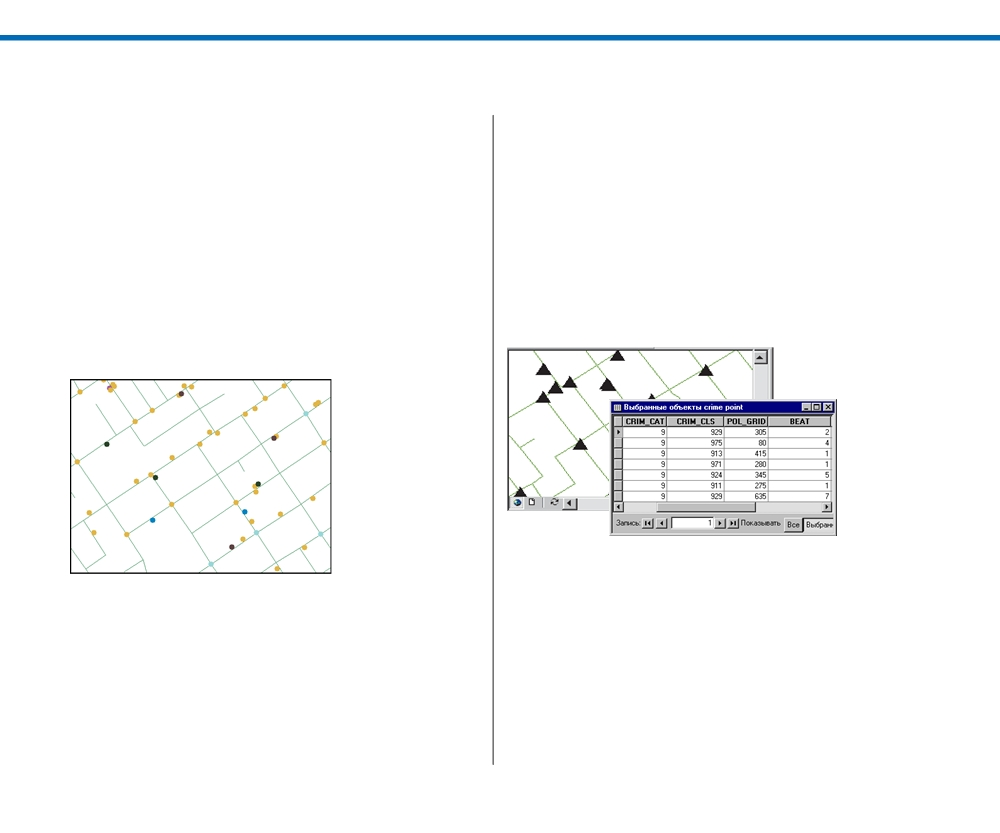 Выбранные объекты crime point
CRIM_CAT CRIM_CLS POL_GRID BEAT
9 929 305 2
9 975 80 4
9 913 415 1
9 971 280 1
9 924 345 5
9 911 275 1
9 929 635 7
Запись: 1 Показывать Все Выбран